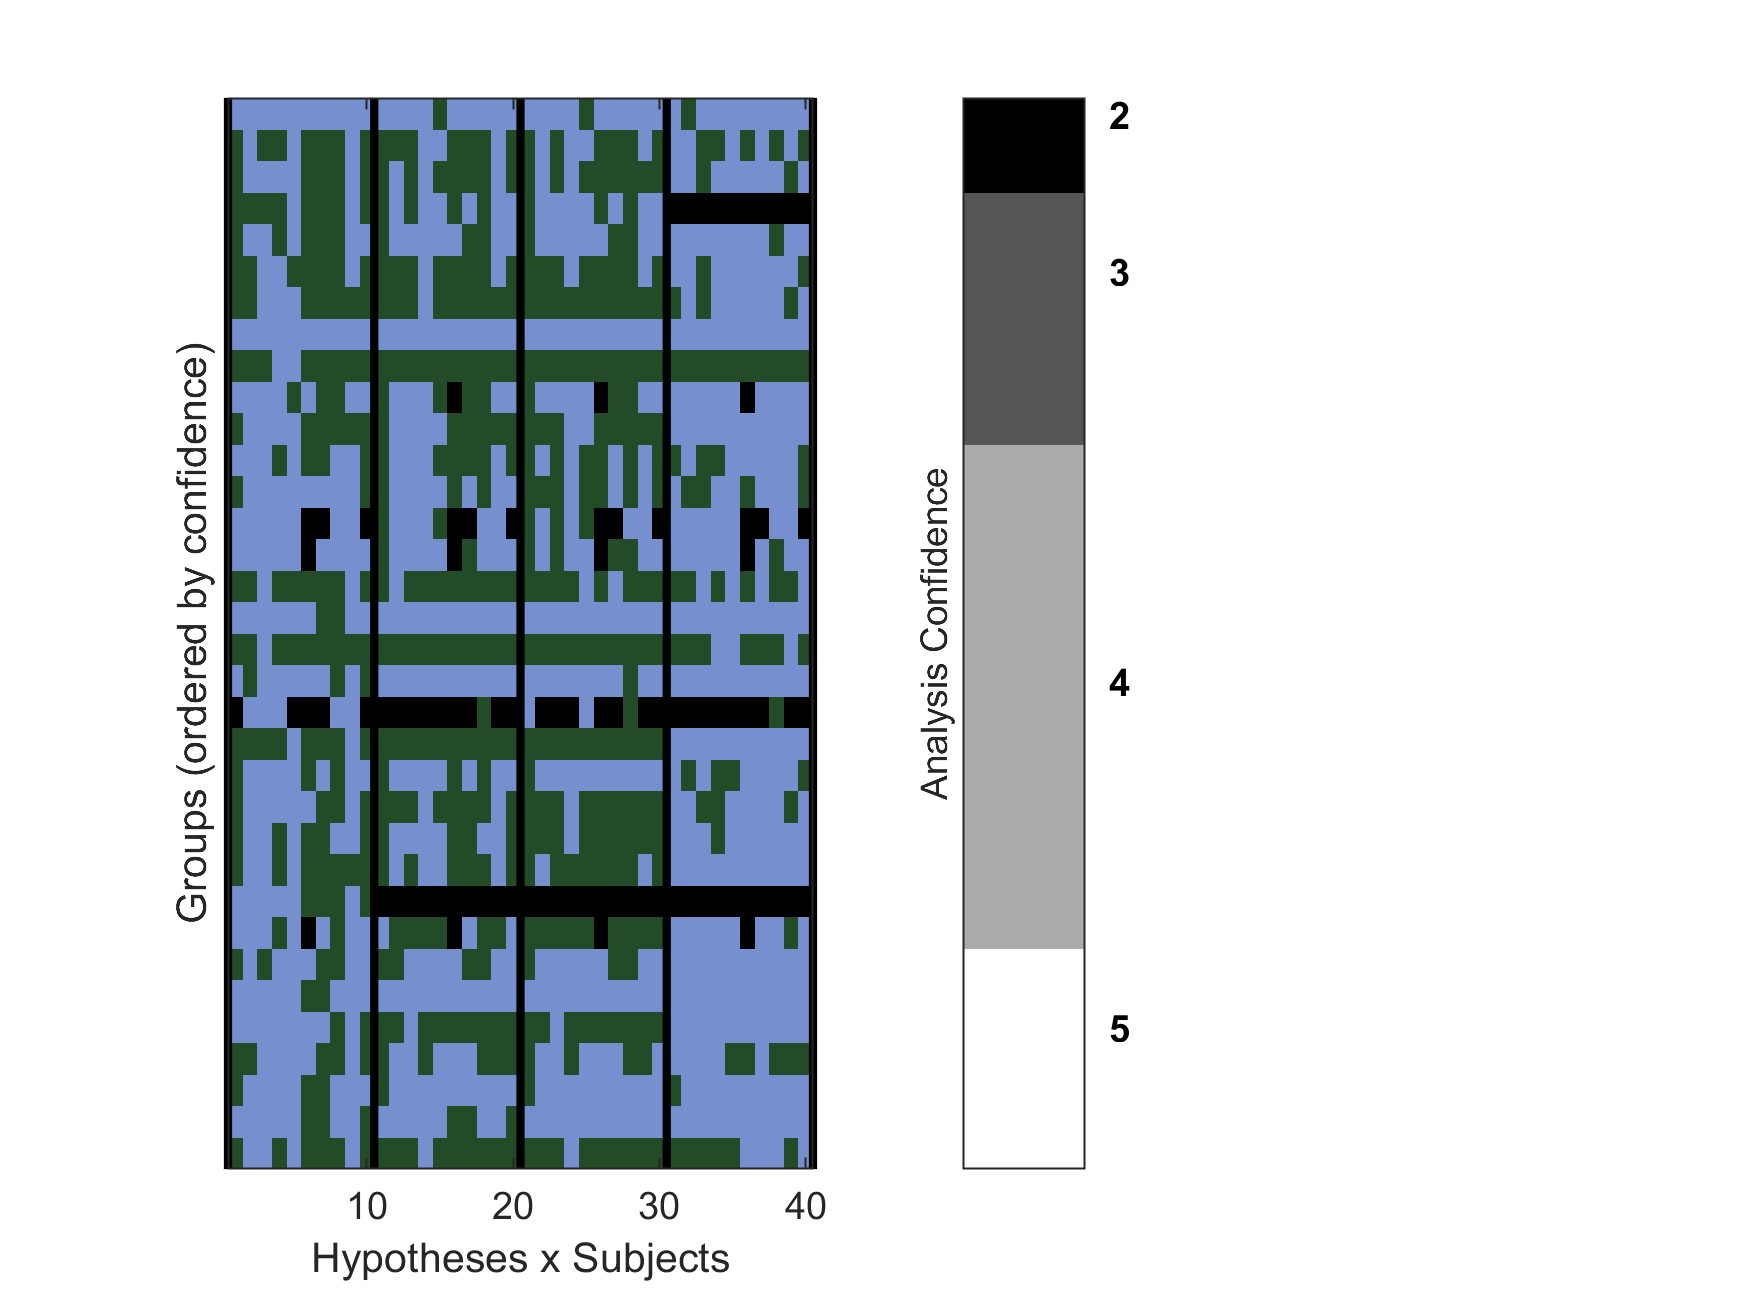 Groups (ordered by confidence)
10 20 30 40
Hypotheses x Subjects
Analysis Confidence
2
3
4
5